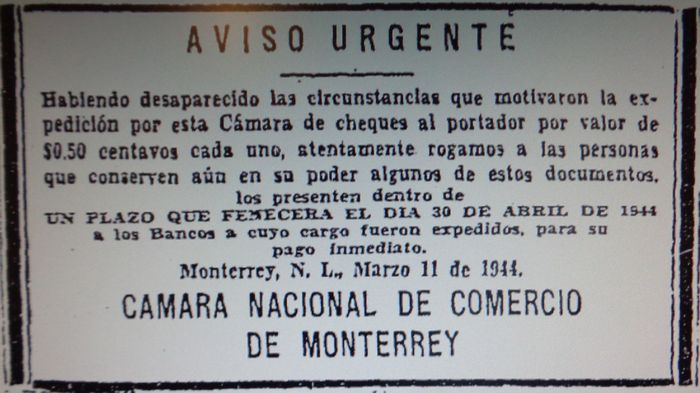 AVISO URGENTE
Habiendo desaparecido las circunstancias que motivaron la ex-
pedición por esta Cámara de cheques al portador por valor de
$0.50 centavos cada uno, atentamente rogamos a las personas
que conserven aún en su poder algunos de estos documentos,
los presenten dentro de
UN PLAZO QUE FENECERA EL DIA 30 DE ABRIL DE 1944
a los Bancos a cuyo cargo fueron expedidos, para su
pago inmediato.
Monterrey, N. L., Marzo 11 de 1944.
CAMARA NACIONAL DE COMERCIO
DE MONTERREY